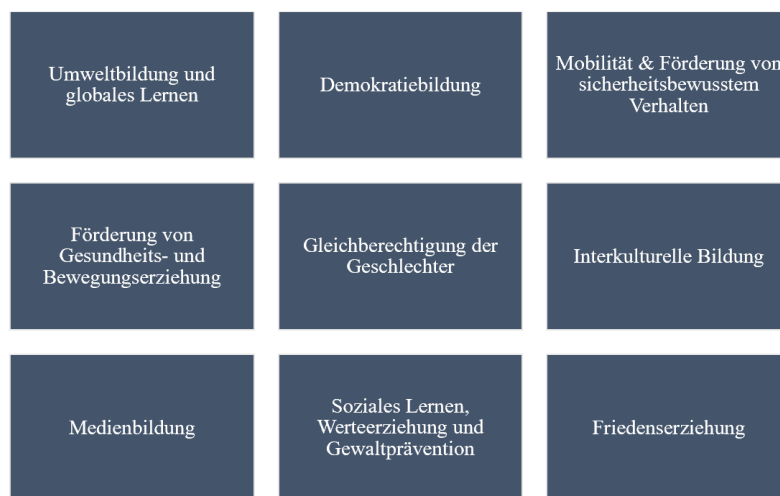 Umweltbildung und
globales Lernen
Demokratiebildung
Mobilität & Förderung von
sicherheitsbewusstem
Verhalten
Förderung von
Gesundheits- und
Bewegungserziehung
Gleichberechtigung der
Geschlechter
Interkulturelle Bildung
Medienbildung
Soziales Lernen,
Werteerziehung und
Gewaltprävention
Friedenserziehung